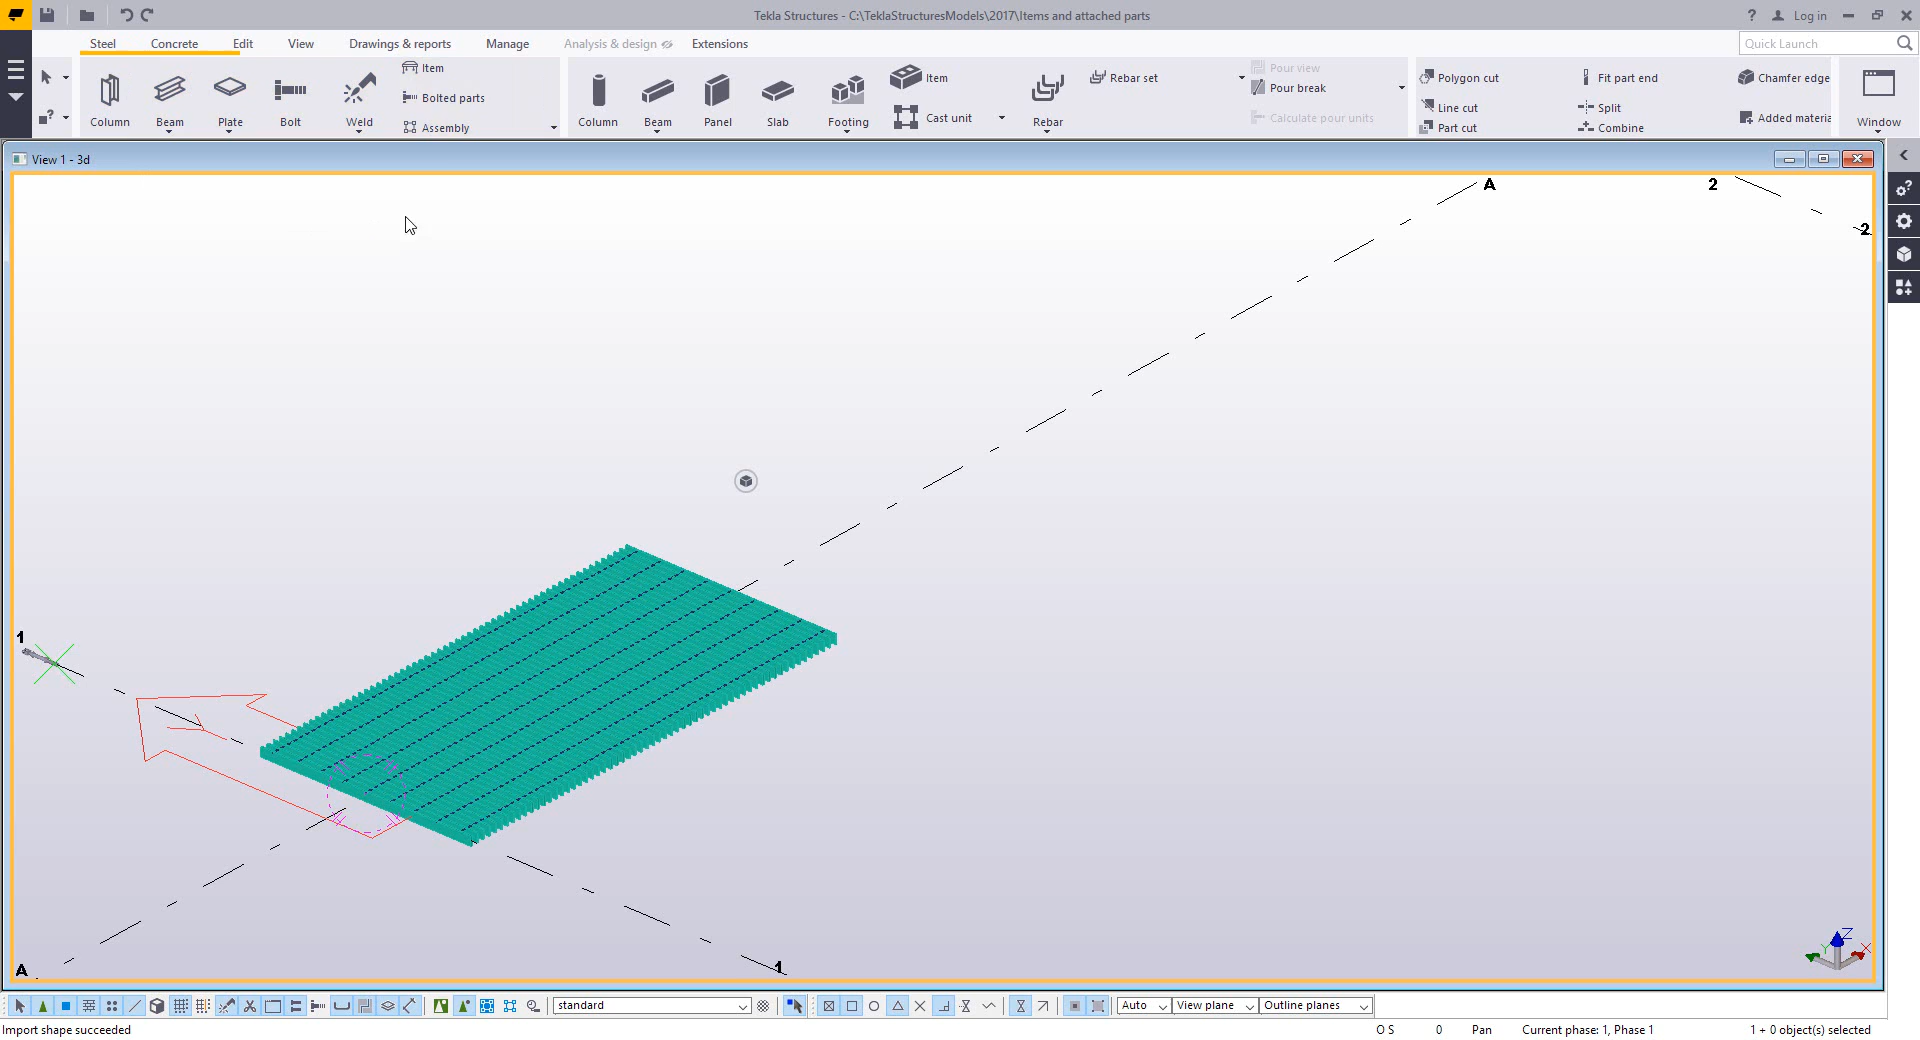 Tekla Structures - C:\TeklaStructuresModels\2017\Items and attached parts
? Log in
Steel Concrete Edit View Drawings & reports Manage Analysis & design Extensions
Quick Launch
Column Beam Plate Bolt Weld
Item
Bolted parts
Assembly
Column Beam Panel Slab Footing
Item
Cast unit
Rebar
Rebar set
Pour view
Pour break
Calculate pour units
Polygon cut
Line cut
Part cut
Fit part end
Split
Combine
Chamfer edge
Added materia
Window
View 1 - 3d
A 2
2
1
A 1
Z
Y X
standard
Auto View plane Outline planes
Import shape succeeded
O S 0 Pan Current phase: 1, Phase 1 1 + 0 object(s) selected